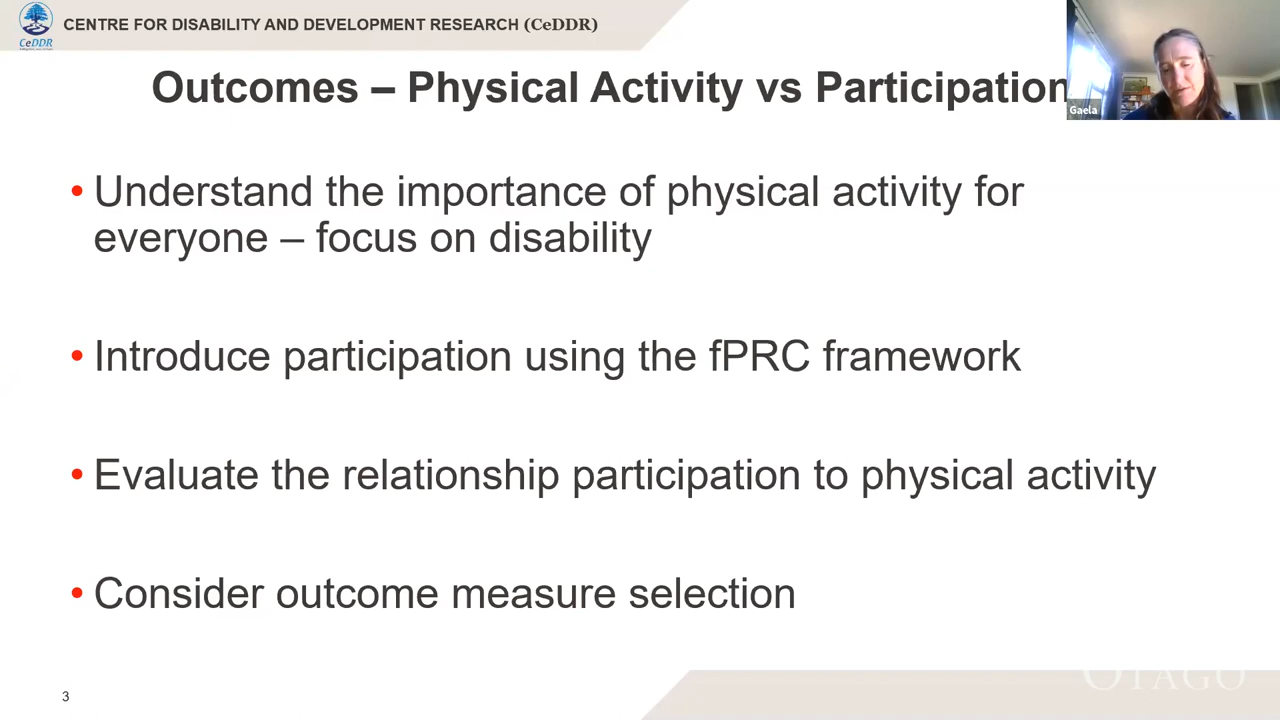 CENTRE FOR DISABILITY AND DEVELOPMENT RESEARCH (CeDDR)
CeDDR
Outcomes – Physical Activity vs Participation
Gaela
• Understand the importance of physical activity for
everyone – focus on disability
• Introduce participation using the fPRC framework
• Evaluate the relationship participation to physical activity
• Consider outcome measure selection
OTAGO
3